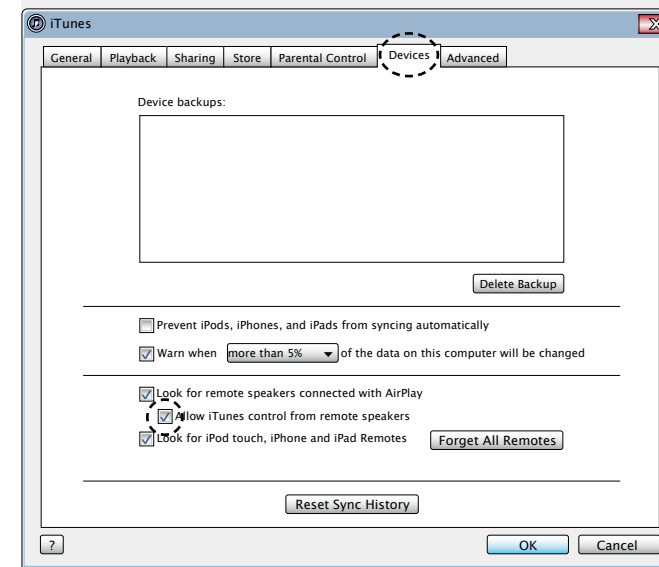 iTunes
General Playback Sharing Store Parental Control Devices Advanced
Device backups:
Delete Backup
Prevent iPods, iPhones, and iPads from syncing automatically
Warn when more than 5% of the data on this computer will be changed
Look for remote speakers connected with AirPlay
Allow iTunes control from remote speakers
Look for iPod touch, iPhone and iPad Remotes Forget All Remotes
Reset Sync History
? OK Cancel